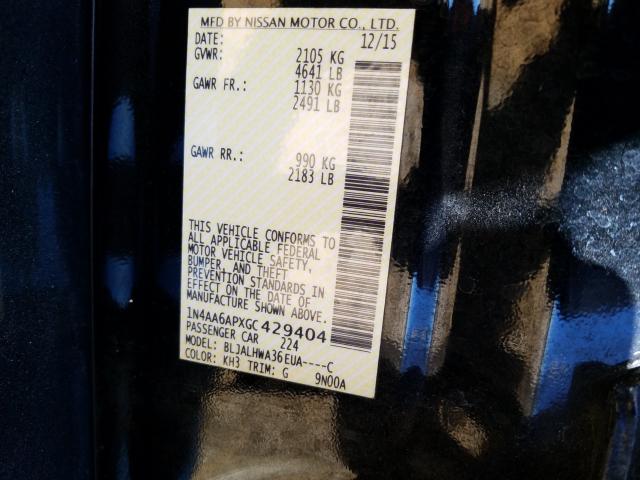 MFD BY NISSAN MOTOR CO., LTD.
DATE: 12/15
GVWR: 2105 KG
4641 LB
GAWR FR.: 1130 KG
2491 LB
GAWR RR.: 990 KG
2183 LB
THIS VEHICLE CONFORMS TO
ALL APPLICABLE FEDERAL
MOTOR VEHICLE SAFETY,
BUMPER, AND THEFT
PREVENTION STANDARDS IN
EFFECT ON THE DATE OF
MANUFACTURE SHOWN ABOVE.
1N4AA6APXGC429404
PASSENGER CAR 224
MODEL: BLJALHWA36EUA----C
COLOR: KH3 TRIM: G 9N00A